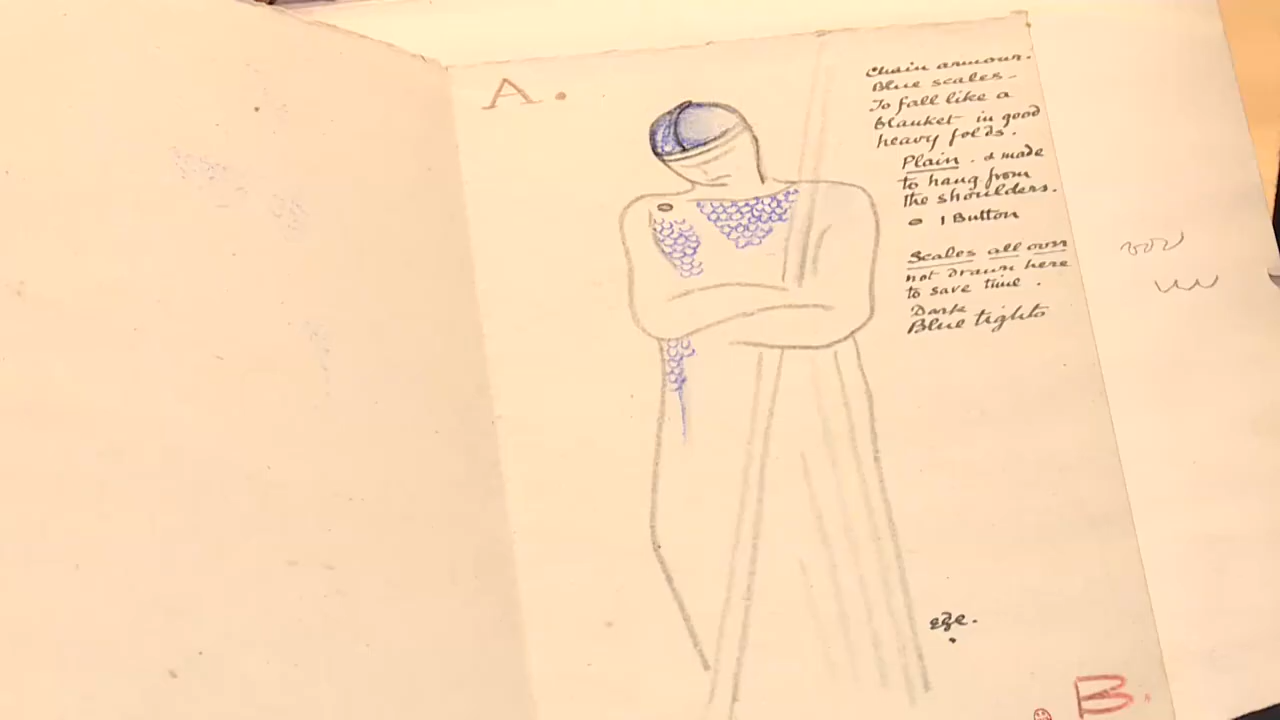 A.
Chain armour.
Blue scales -
To fall like a
blanket in good
heavy folds.
Plain. & made
to hang from
the shoulders.
1 Button
Scales all over
not drawn here
to save time.
Dark
Blue tights
B.